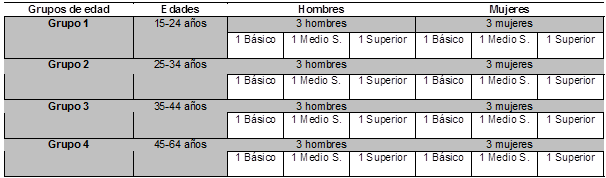 Grupos de edad Edades Hombres Mujeres
Grupo 1 15-24 años 3 hombres 3 mujeres
1 Básico 1 Medio S. 1 Superior 1 Básico 1 Medio S. 1 Superior
Grupo 2 25-34 años 3 hombres 3 mujeres
1 Básico 1 Medio S. 1 Superior 1 Básico 1 Medio S. 1 Superior
Grupo 3 35-44 años 3 hombres 3 mujeres
1 Básico 1 Medio S. 1 Superior 1 Básico 1 Medio S. 1 Superior
Grupo 4 45-64 años 3 hombres 3 mujeres
1 Básico 1 Medio S. 1 Superior 1 Básico 1 Medio S. 1 Superior